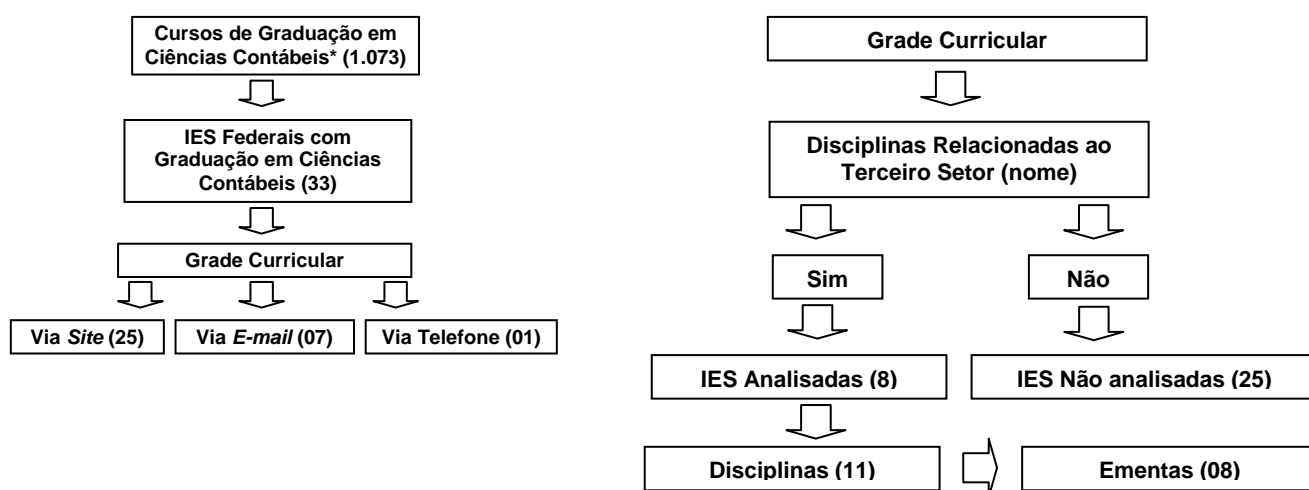 Cursos de Graduação em
Ciências Contábeis* (1.073)
IES Federais com
Graduação em Ciências
Contábeis (33)
Grade Curricular
Via Site (25)
Via E-mail (07)
Via Telefone (01)
Grade Curricular
Disciplinas Relacionadas ao
Terceiro Setor (nome)
Sim
Não
IES Analisadas (8)
IES Não analisadas (25)
Disciplinas (11)
Ementas (08)